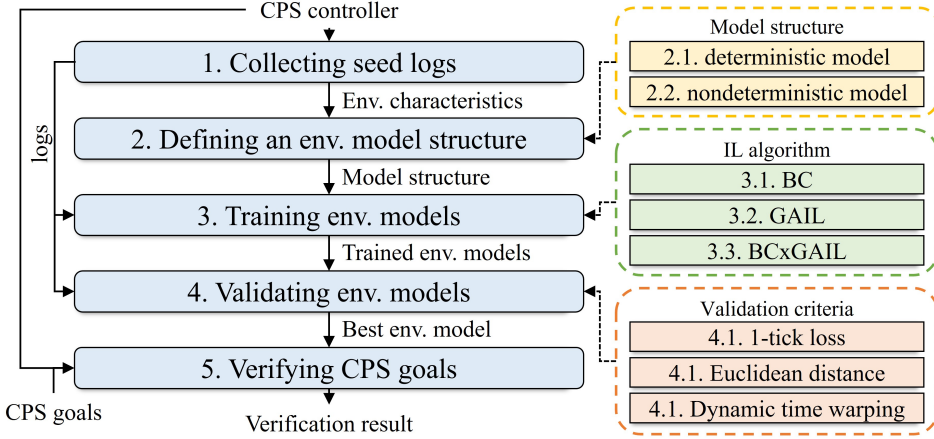 CPS controller
1. Collecting seed logs
Env. characteristics
2. Defining an env. model structure
Model structure
3. Training env. models
Trained env. models
4. Validating env. models
Best env. model
5. Verifying CPS goals
Verification result
logs
CPS goals
Model structure
2.1. deterministic model
2.2. nondeterministic model
IL algorithm
3.1. BC
3.2. GAIL
3.3. BCxGAIL
Validation criteria
4.1. 1-tick loss
4.1. Euclidean distance
4.1. Dynamic time warping